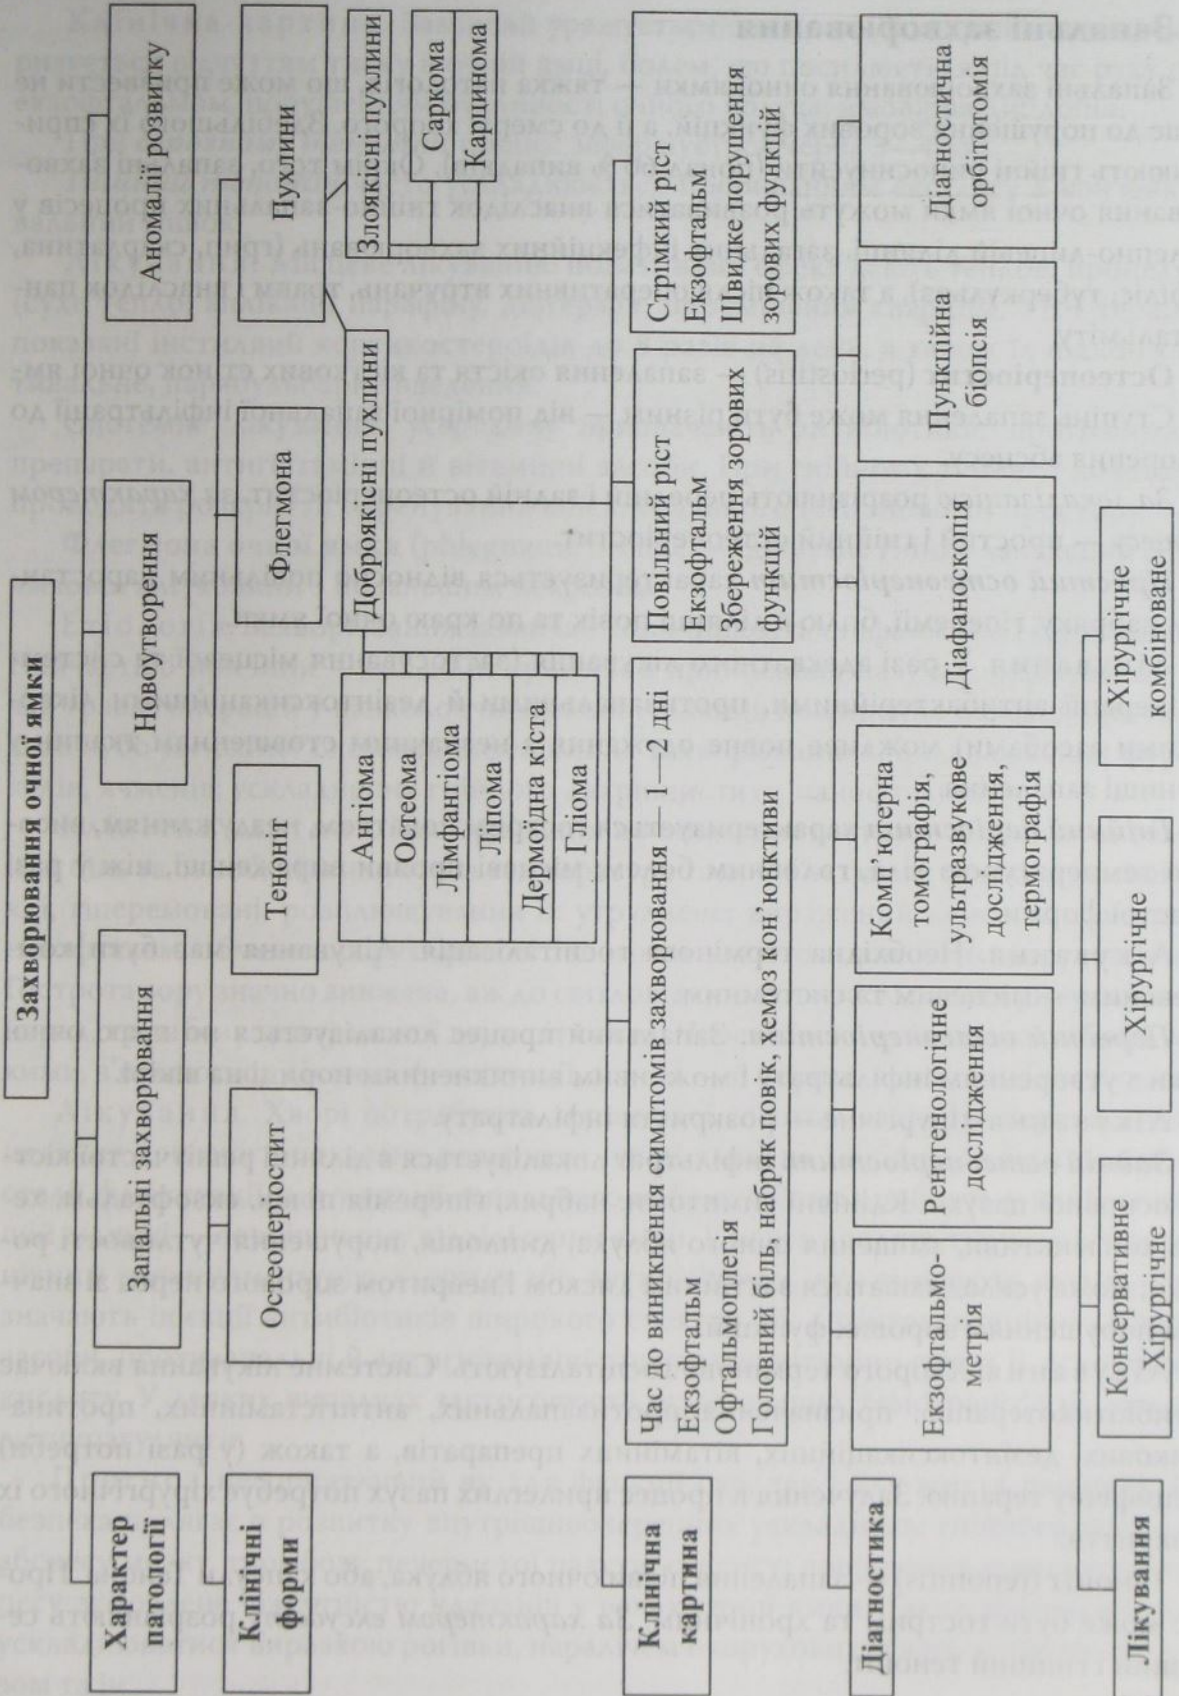 Захворювання очної ямки
Характер
патології
Запальні захворювання
Новоутворення
Аномалії розвитку
Клінічні
форми
Остеопериостит
Теноніт
Флегмона
Пухлини
Доброякісні пухлини
Злоякісні пухлини
Ангіома
Остеома
Лімфангіома
Ліпома
Дермоїдна кіста
Гліома
Саркома
Карцинома
Клінічна
картина
Час до виникнення симптомів захворювання 1—2 дні
Екзофтальм
Офтальмоплегія
Головний біль, набряк повік, хемоз кон'юнктиви
Повільний ріст
Екзофтальм
Збереження зорових
функцій
Стрімкий ріст
Екзофтальм
Швидке порушення
зорових функцій
Діагностика
Екзофтальмо-
метрія
Рентгенологічне
дослідження
Комп'ютерна
томографія,
ультразвукове
дослідження,
термографія
Діафаноскопія
Пункційна
біопсія
Діагностична
орбітотомія
Лікування
Консервативне
Хірургічне
Хірургічне
Хірургічне
комбіноване